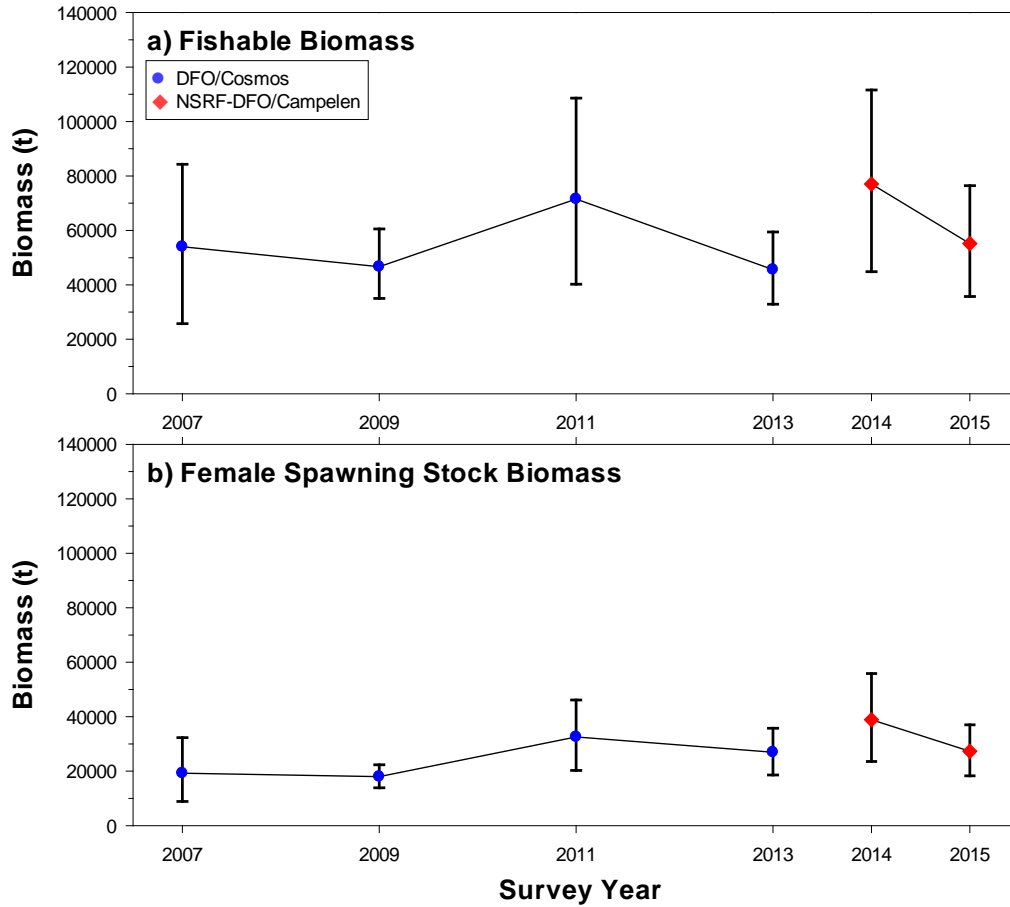 a) Fishable Biomass
DFO/Cosmos
NSRF-DFO/Campelen
Biomass (t)
140000
120000
100000
80000
60000
40000
20000
0
2007 2009 2011 2013 2014 2015
b) Female Spawning Stock Biomass
Biomass (t)
140000
120000
100000
80000
60000
40000
20000
0
2007 2009 2011 2013 2014 2015
Survey Year